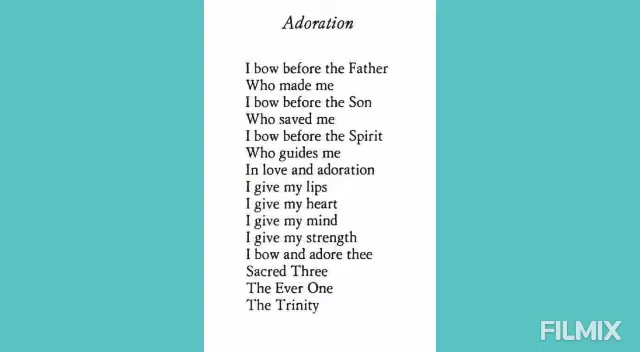 Adoration
I bow before the Father
Who made me
I bow before the Son
Who saved me
I bow before the Spirit
Who guides me
In love and adoration
I give my lips
I give my heart
I give my mind
I give my strength
I bow and adore thee
Sacred Three
The Ever One
The Trinity
FILMIX